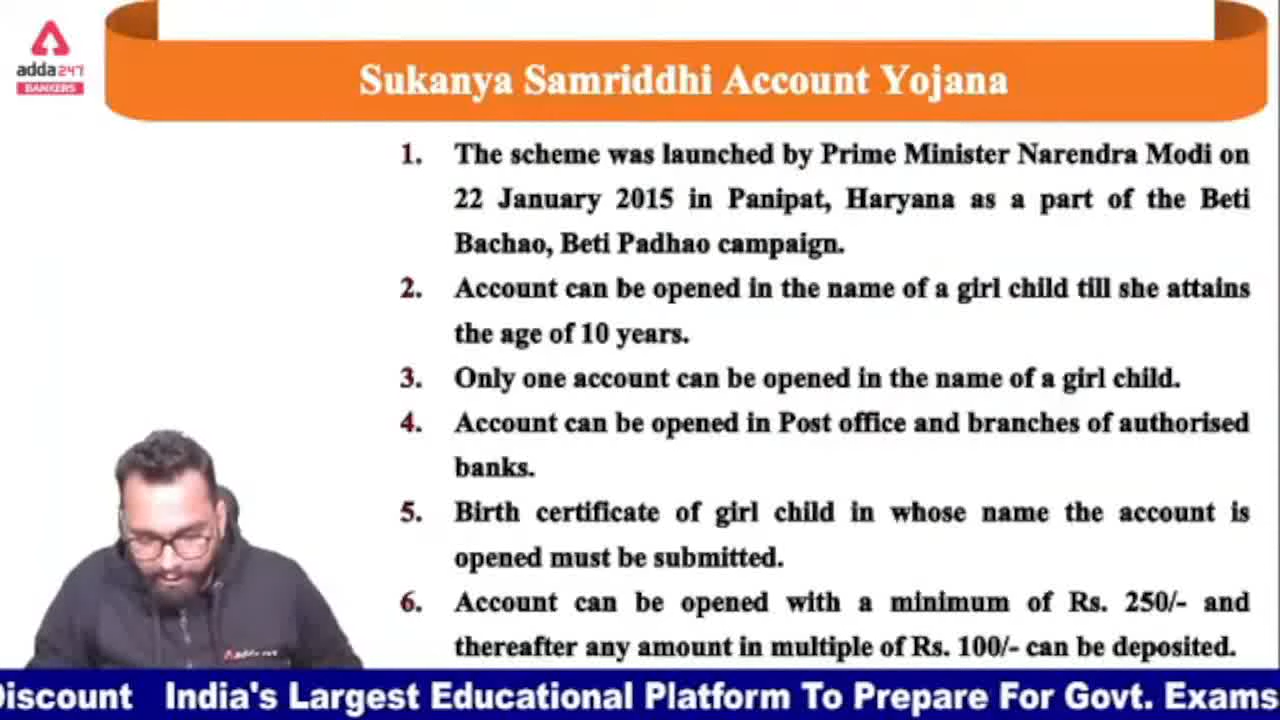 adda247
BANKERS
Sukanya Samriddhi Account Yojana
1. The scheme was launched by Prime Minister Narendra Modi on
22 January 2015 in Panipat, Haryana as a part of the Beti
Bachao, Beti Padhao campaign.
2. Account can be opened in the name of a girl child till she attains
the age of 10 years.
3. Only one account can be opened in the name of a girl child.
4. Account can be opened in Post office and branches of authorised
banks.
5. Birth certificate of girl child in whose name the account is
opened must be submitted.
6. Account can be opened with a minimum of Rs. 250/- and
thereafter any amount in multiple of Rs. 100/- can be deposited.
Discount India's Largest Educational Platform To Prepare For Govt. Exams